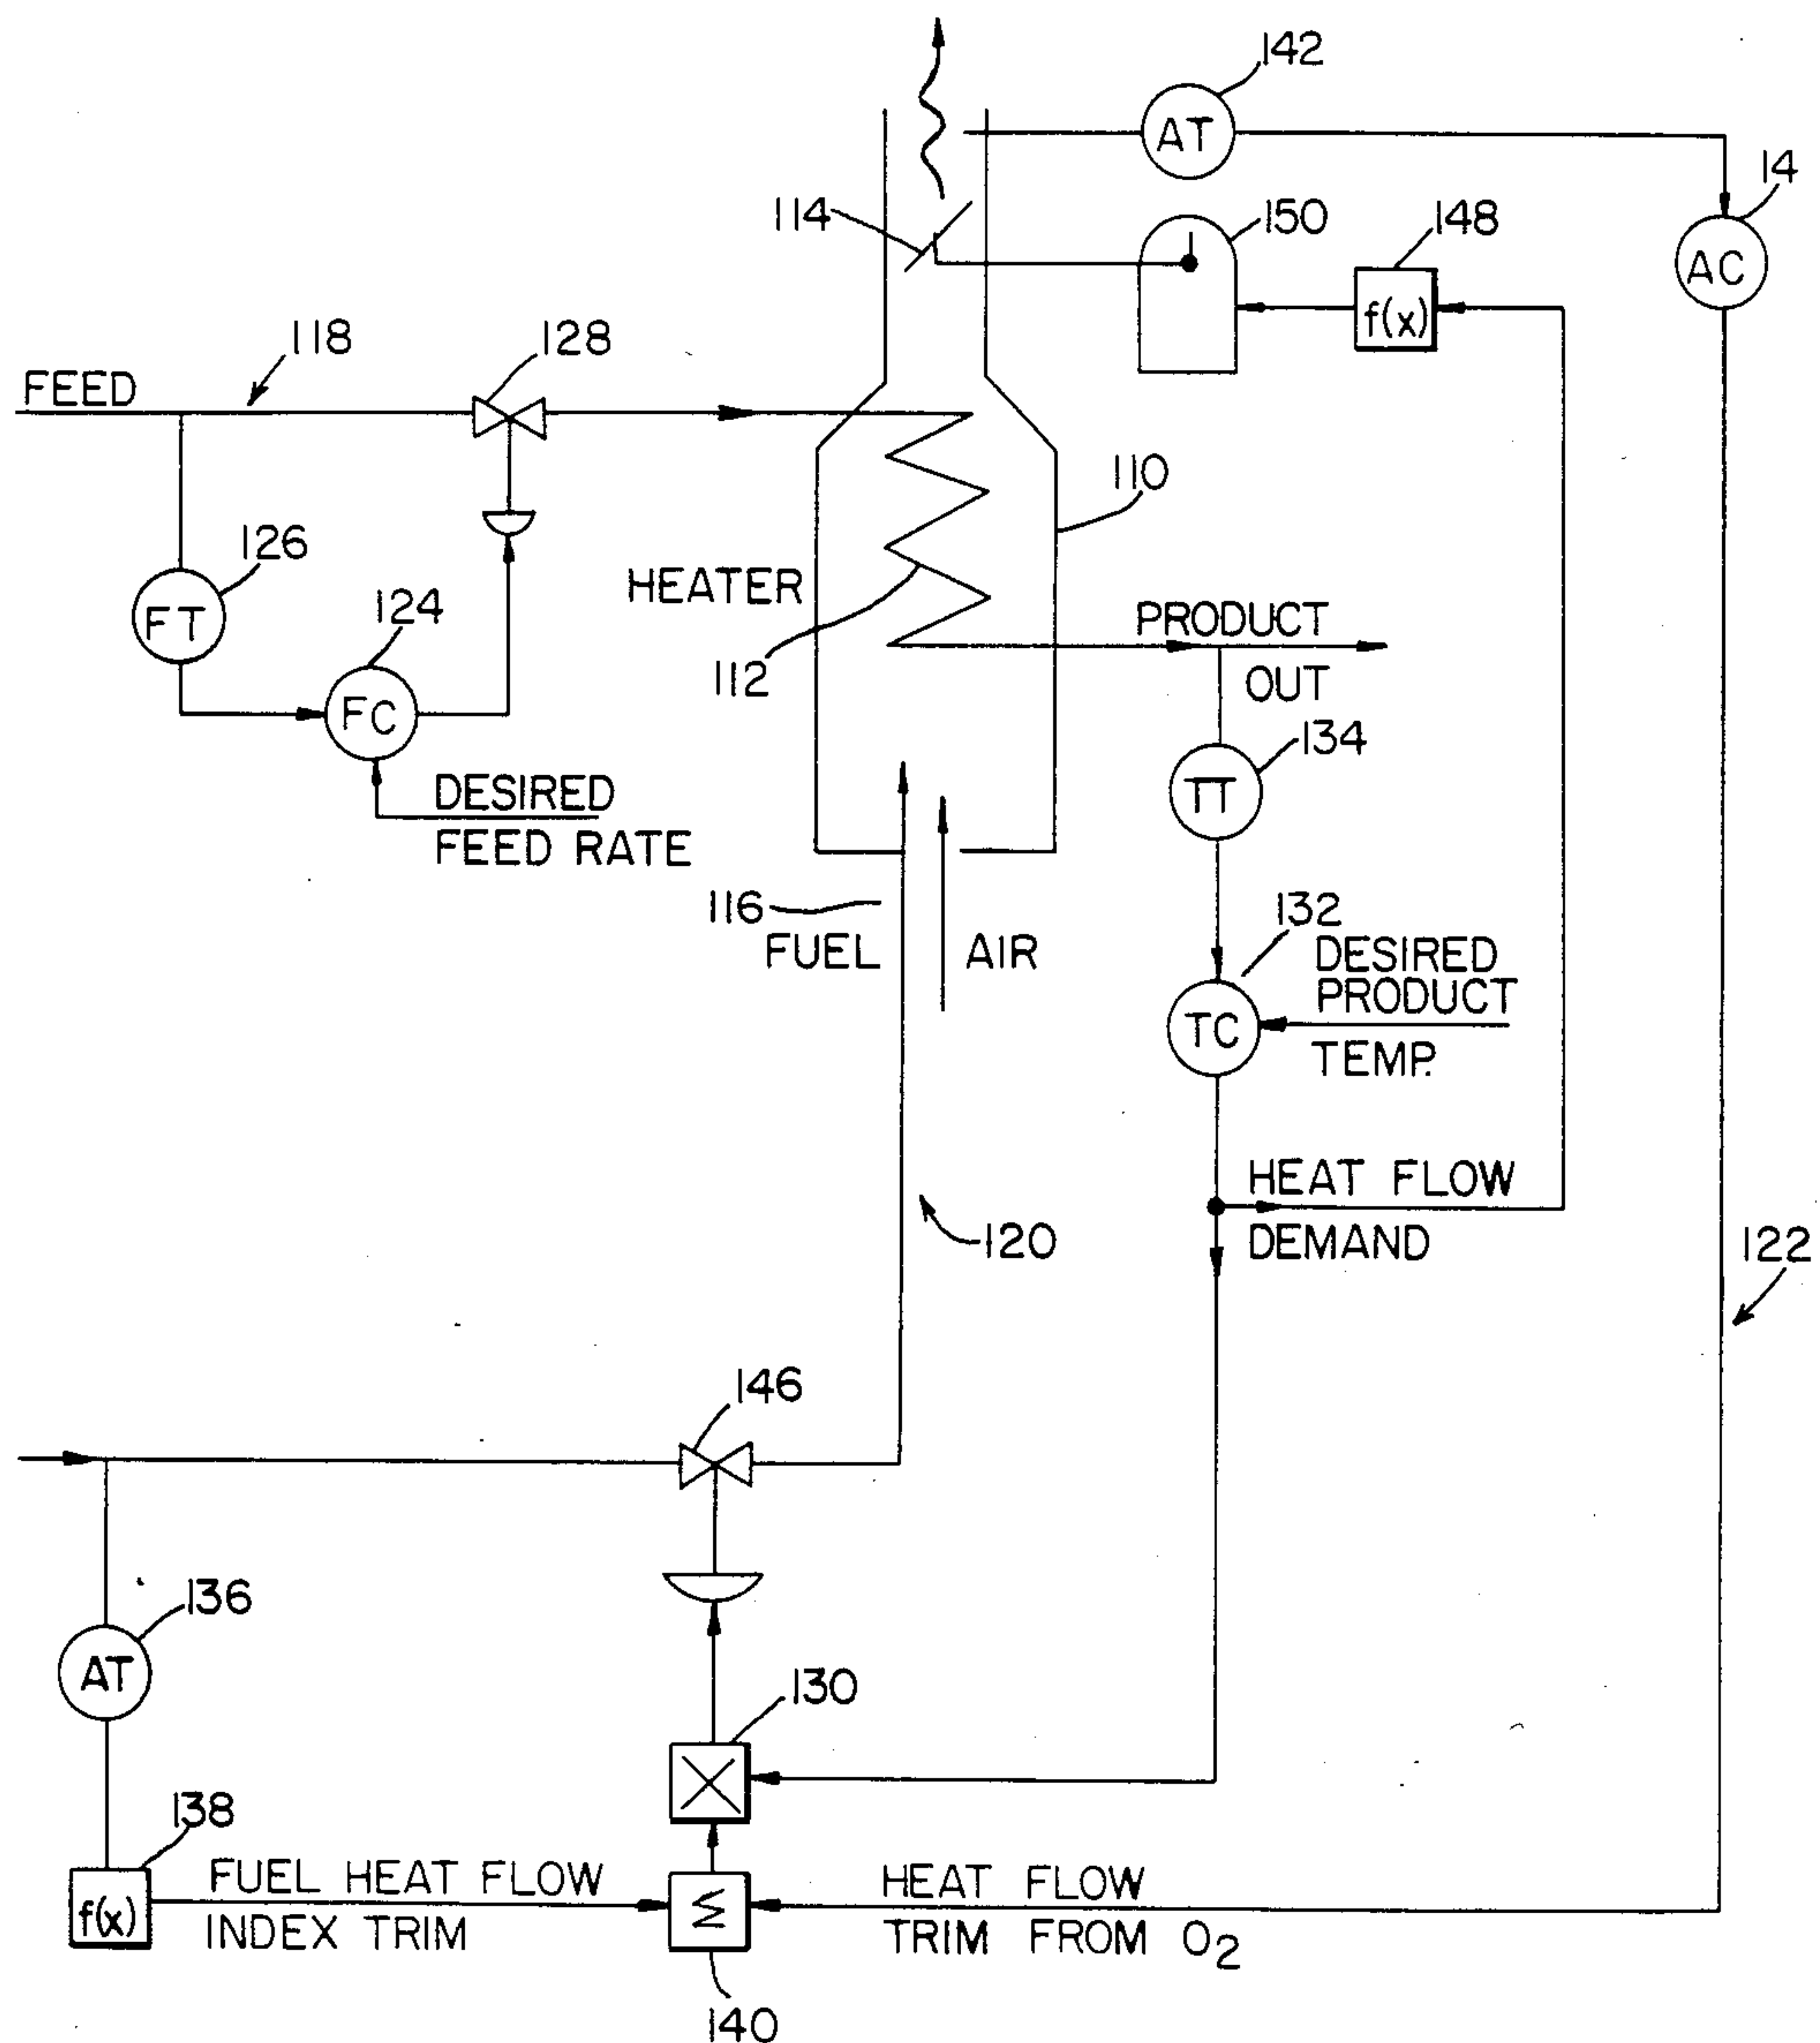 142
AT
14
AC
114
150
148
f(x)
118
128
FEED
110
126
FT
124
FC
HEATER
112
PRODUCT
OUT
134
TT
DESIRED
FEED RATE
116
FUEL
AIR
132
DESIRED
PRODUCT
TC
TEMP.
HEAT FLOW
DEMAND
120
122
146
136
AT
130
138
f(x)
FUEL HEAT FLOW
INDEX TRIM
Σ
HEAT FLOW
TRIM FROM O2
140